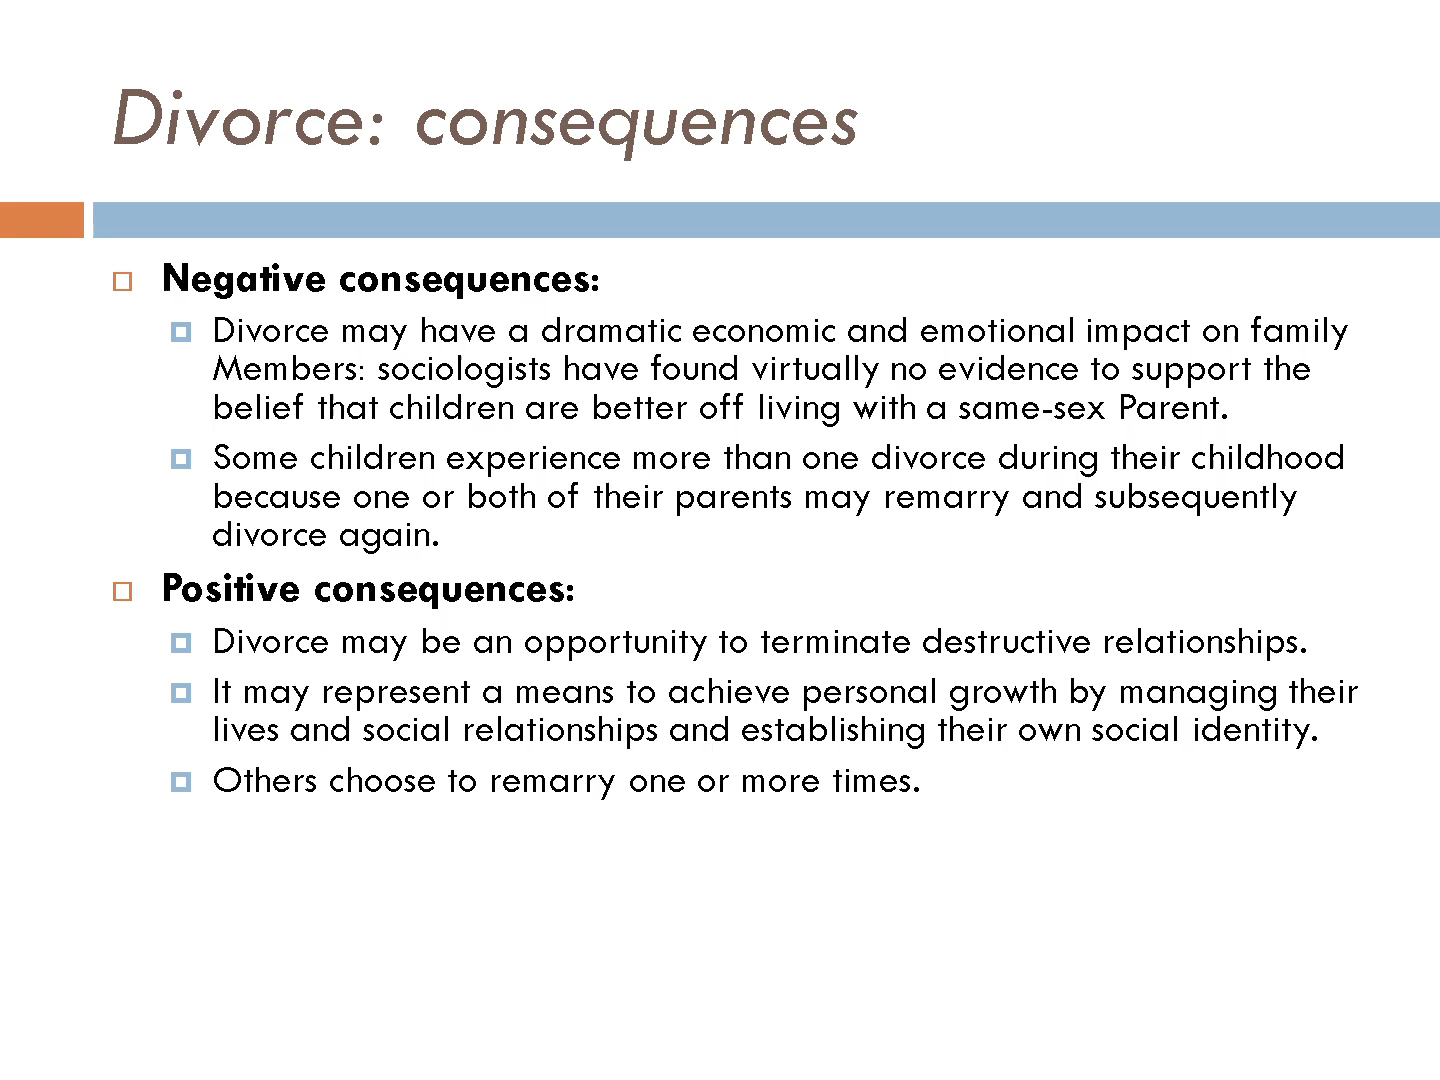 Divorce: consequences
Negative consequences:
Divorce may have a dramatic economic and emotional impact on family
Members: sociologists have found virtually no evidence to support the
belief that children are better off living with a same-sex Parent.
Some children experience more than one divorce during their childhood
because one or both of their parents may remarry and subsequently
divorce again.
Positive consequences:
Divorce may be an opportunity to terminate destructive relationships.
It may represent a means to achieve personal growth by managing their
lives and social relationships and establishing their own social identity.
Others choose to remarry one or more times.